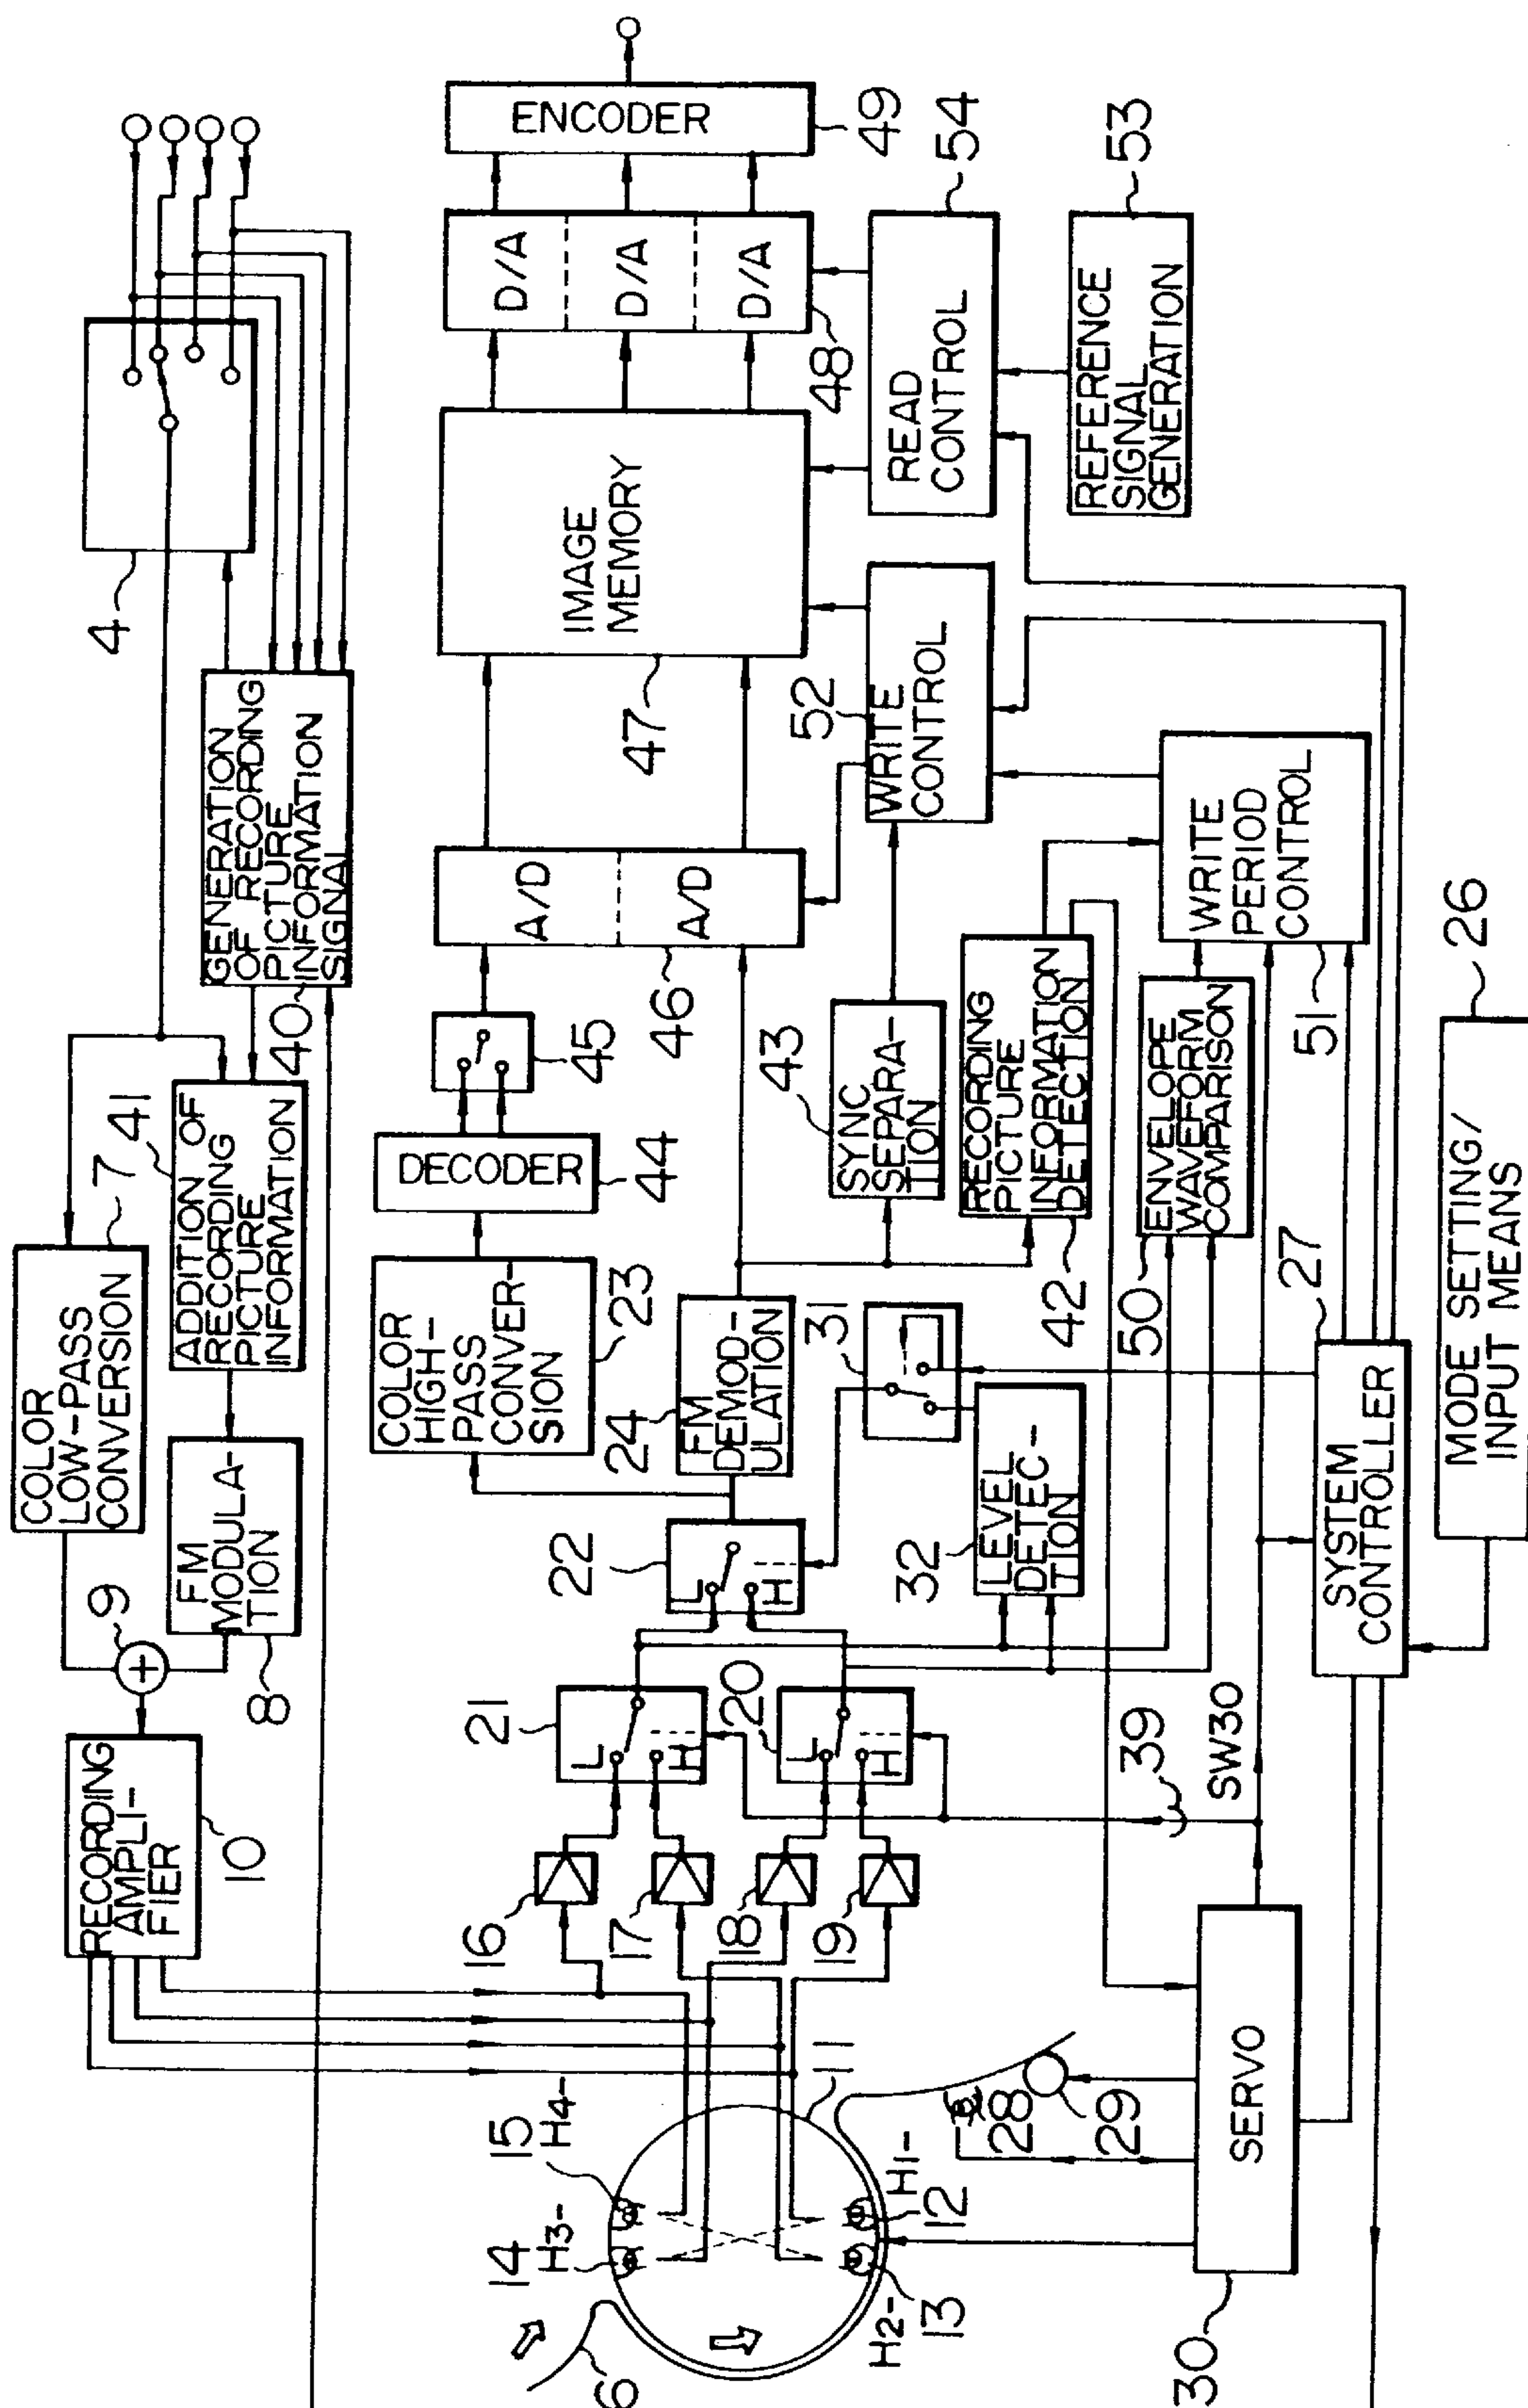 4
COLOR
LOW-PASS
CONVERSION
7
41
ADDITION OF
RECORDING
PICTURE
INFORMATION
GENERATION
OF RECORDING
PICTURE
INFORMATION
SIGNAL
40
FM
MODULA-
TION
8
9
+
RECORDING
AMPLI-
FIER
10
ENCODER
49
D/A
D/A
D/A
48
IMAGE
MEMORY
47
A/D
A/D
46
45
DECODER
44
COLOR
HIGH-
PASS
CONVER-
SION
23
FM
DEMOD-
ULATION
24
22
L
H
21
L
H
20
L
H
16
17
18
19
READ
CONTROL
54
REFERENCE
SIGNAL
GENERATION
53
WRITE
CONTROL
52
WRITE
PERIOD
CONTROL
51
SYNC
SEPARA-
TION
43
RECORDING
PICTURE
INFORMATION
DETECTION
42
ENVELOPE
WAVEFORM
COMPARISON
50
31
LEVEL
DETEC-
TION
32
SYSTEM
CONTROLLER
27
MODE SETTING/
INPUT MEANS
26
SW30
39
SERVO
30
28
29
11
15
H4-
14
H3-
H1-
12
H2-
13
6